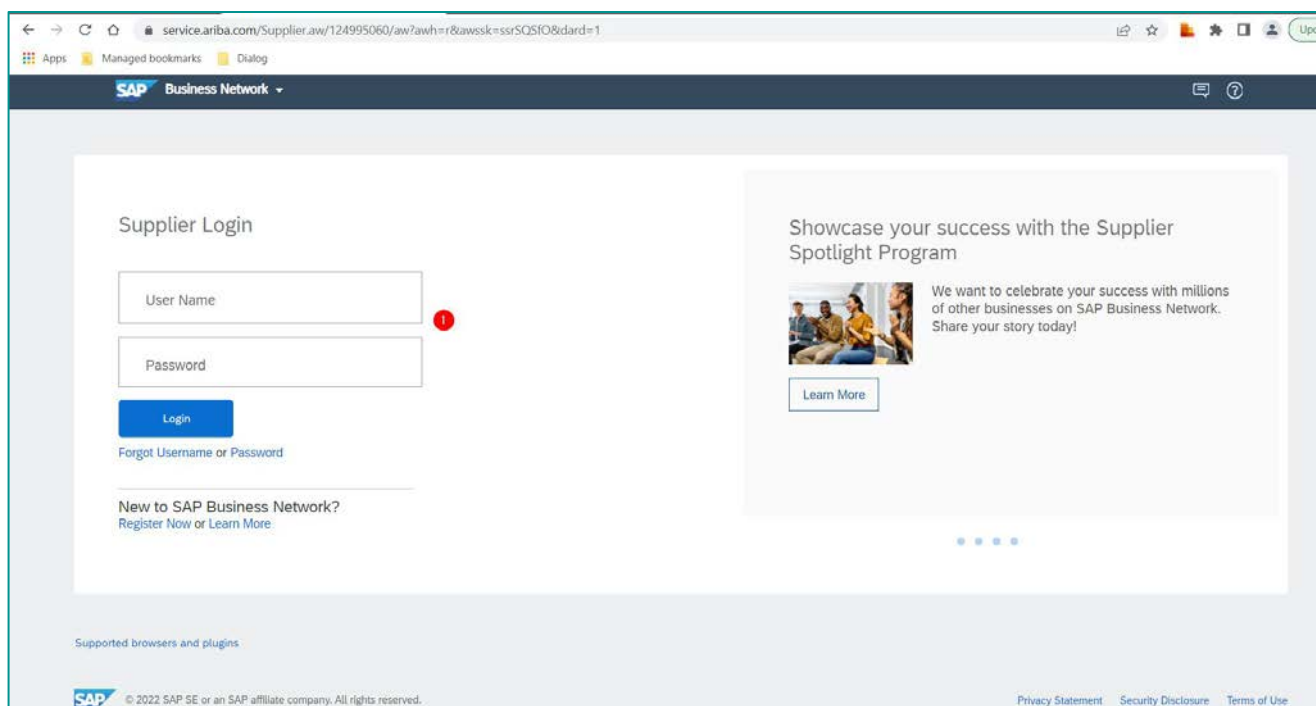 service.ariba.com/Supplier.aw/124995060/aw?awh=r&awssk=ssrSQSfO&dard=1
Apps Managed bookmarks Dialog
SAP Business Network
Supplier Login
User Name
1
Password
Login
Forgot Username or Password
New to SAP Business Network?
Register Now or Learn More
Showcase your success with the Supplier
Spotlight Program
We want to celebrate your success with millions
of other businesses on SAP Business Network.
Share your story today!
Learn More
Supported browsers and plugins
SAP © 2022 SAP SE or an SAP affiliate company. All rights reserved.
Privacy Statement Security Disclosure Terms of Use